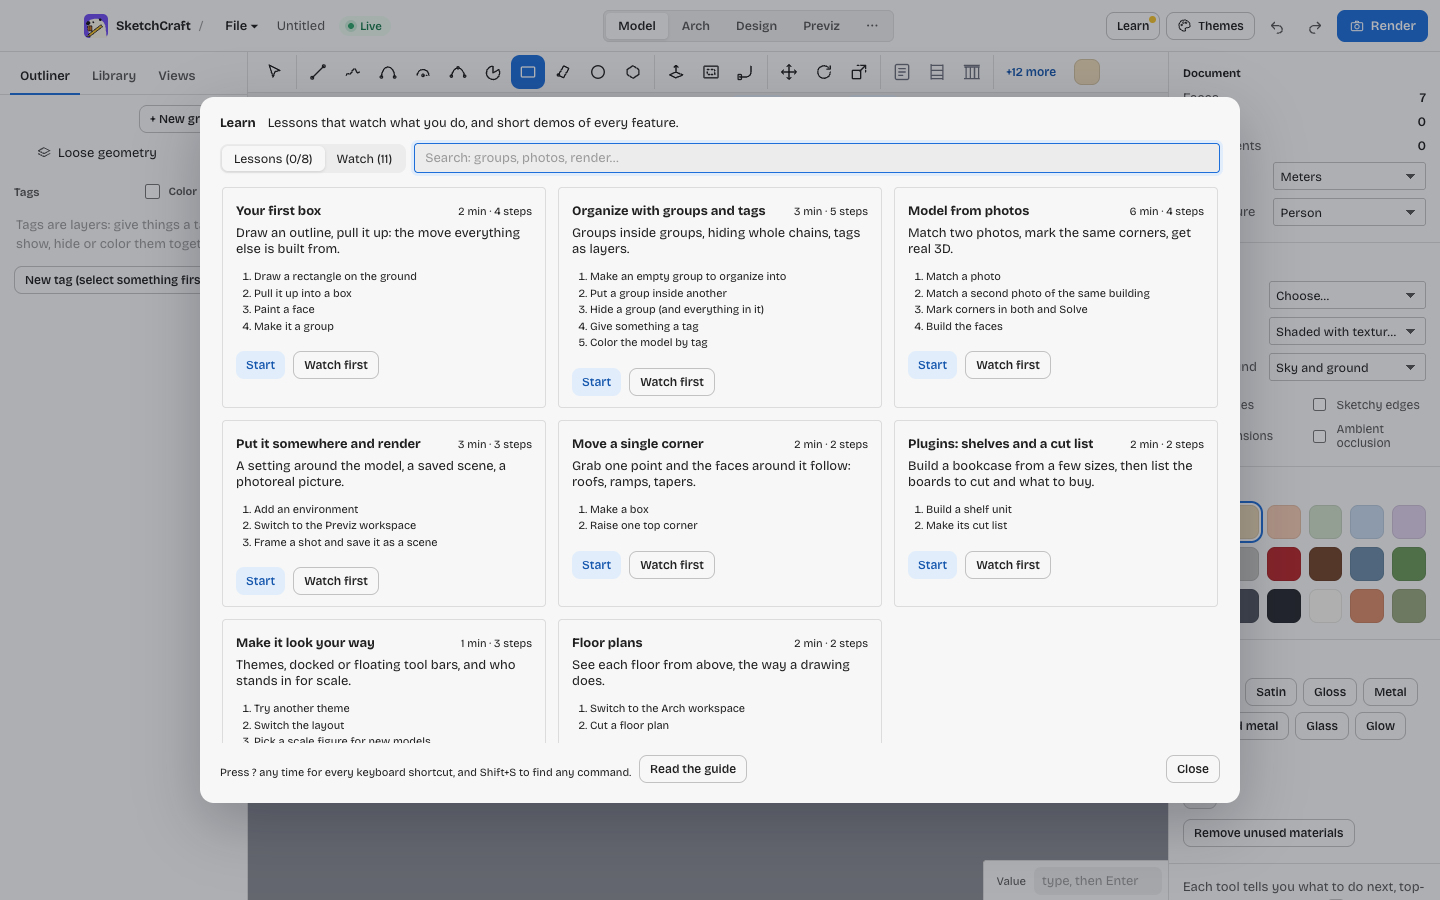 SketchCraft / File Untitled Live Model Arch Design Previz ··· Learn Themes Render
Outliner Library Views
+12 more
+ New gr
Loose geometry
Tags Color
Tags are layers: give things a t
show, hide or color them toget
New tag (select something firs
Learn Lessons that watch what you do, and short demos of every feature.
Lessons (0/8) Watch (11) Search: groups, photos, render...
Your first box 2 min · 4 steps
Draw an outline, pull it up: the move everything
else is built from.
1. Draw a rectangle on the ground
2. Pull it up into a box
3. Paint a face
4. Make it a group
Start Watch first
Organize with groups and tags 3 min · 5 steps
Groups inside groups, hiding whole chains, tags
as layers.
1. Make an empty group to organize into
2. Put a group inside another
3. Hide a group (and everything in it)
4. Give something a tag
5. Color the model by tag
Start Watch first
Model from photos 6 min · 4 steps
Match two photos, mark the same corners, get
real 3D.
1. Match a photo
2. Match a second photo of the same building
3. Mark corners in both and Solve
4. Build the faces
Start Watch first
Put it somewhere and render 3 min · 3 steps
A setting around the model, a saved scene, a
photoreal picture.
1. Add an environment
2. Switch to the Previz workspace
3. Frame a shot and save it as a scene
Start Watch first
Move a single corner 2 min · 2 steps
Grab one point and the faces around it follow:
roofs, ramps, tapers.
1. Make a box
2. Raise one top corner
Start Watch first
Plugins: shelves and a cut list 2 min · 2 steps
Build a bookcase from a few sizes, then list the
boards to cut and what to buy.
1. Build a shelf unit
2. Make its cut list
Start Watch first
Make it look your way 1 min · 3 steps
Themes, docked or floating tool bars, and who
stands in for scale.
1. Try another theme
2. Switch the layout
3. Pick a scale figure for new models
Floor plans 2 min · 2 steps
See each floor from above, the way a drawing
does.
1. Switch to the Arch workspace
2. Cut a floor plan
Press ? any time for every keyboard shortcut, and Shift+S to find any command. Read the guide Close
Document
Faces 7
0
ents 0
Meters
ure Person
Choose...
Shaded with textur...
nd Sky and ground
es Sketchy edges
nsions Ambient
occlusion
Satin Gloss Metal
l metal Glass Glow
Remove unused materials
Value type, then Enter
Each tool tells you what to do next, top-